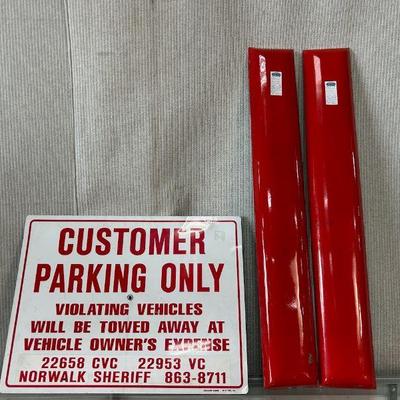 CUSTOMER
PARKING ONLY
VIOLATING VEHICLES
WILL BE TOWED AWAY AT
VEHICLE OWNER'S EXPENSE
22658 CVC 22953 VC
NORWALK SHERIFF 863-8711